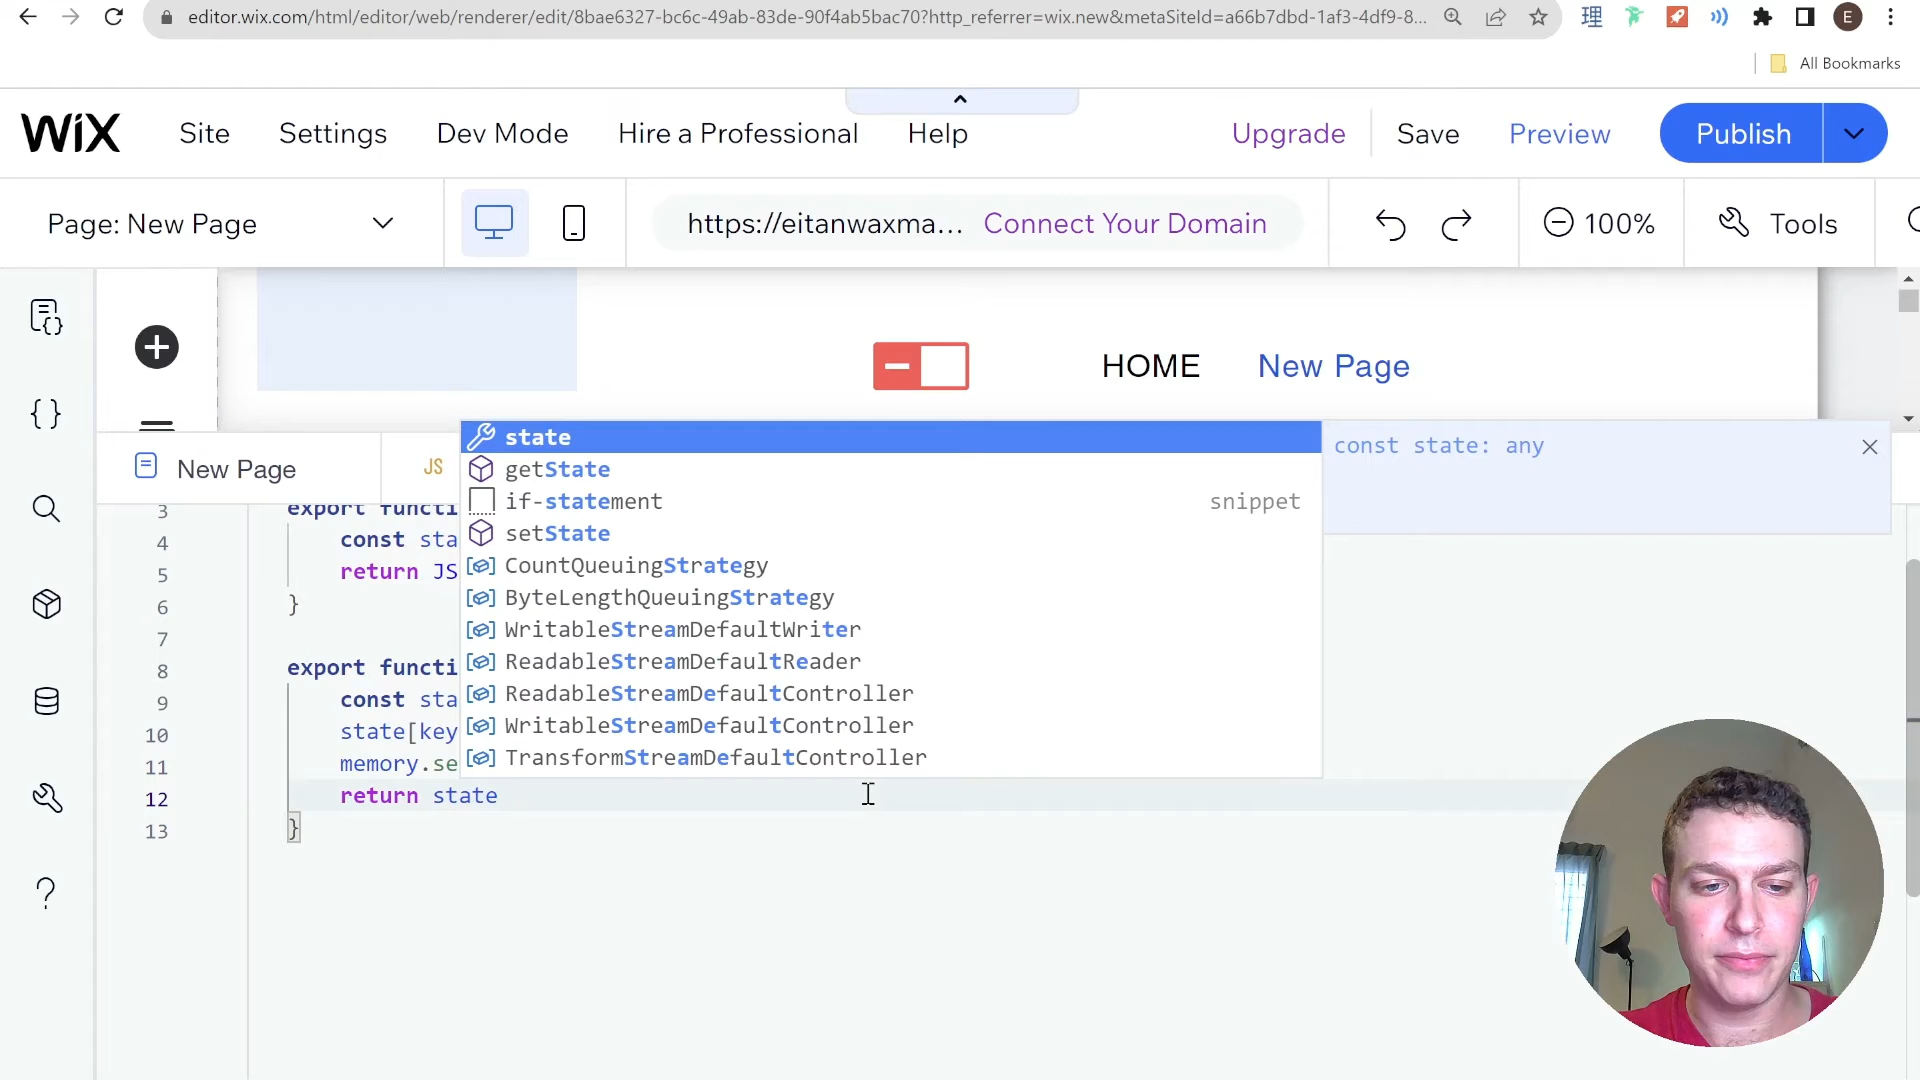 editor.wix.com/html/editor/web/renderer/edit/8bae6327-bc6c-49ab-83de-90f4ab5bac70?http_referrer=wix.new&metaSiteId=a66b7dbd-1af3-4df9-8...
理
E
All Bookmarks
WiX
Site
Settings
Dev Mode
Hire a Professional
Help
Upgrade
Save
Preview
Publish
Page: New Page
https://eitanwaxma...
Connect Your Domain
100%
Tools
HOME
New Page
New Page
JS
state
getState
if-statement snippet
setState
CountQueuingStrategy
ByteLengthQueuingStrategy
WritableStreamDefaultWriter
ReadableStreamDefaultReader
ReadableStreamDefaultController
WritableStreamDefaultController
TransformStreamDefaultController
const state: any
3 export functi
4 const sta
5 return JS
6 }
7
8 export functi
9 const sta
10 state[key
11 memory.se
12 return state
13 }